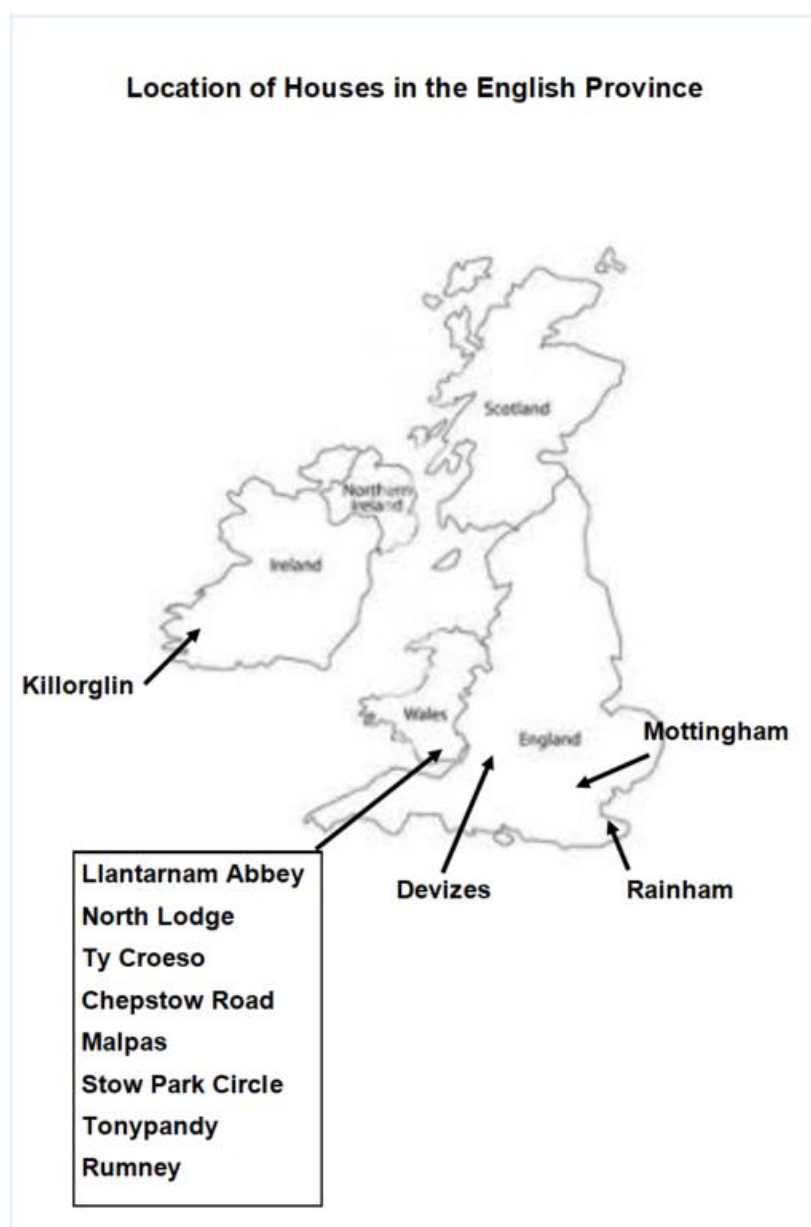 Location of Houses in the English Province
Scotland
Northern
Ireland
Ireland
Killorglin
Wales
England
Mottingham
Devizes
Rainham
Llantarnam Abbey
North Lodge
Ty Croeso
Chepstow Road
Malpas
Stow Park Circle
Tonypandy
Rumney